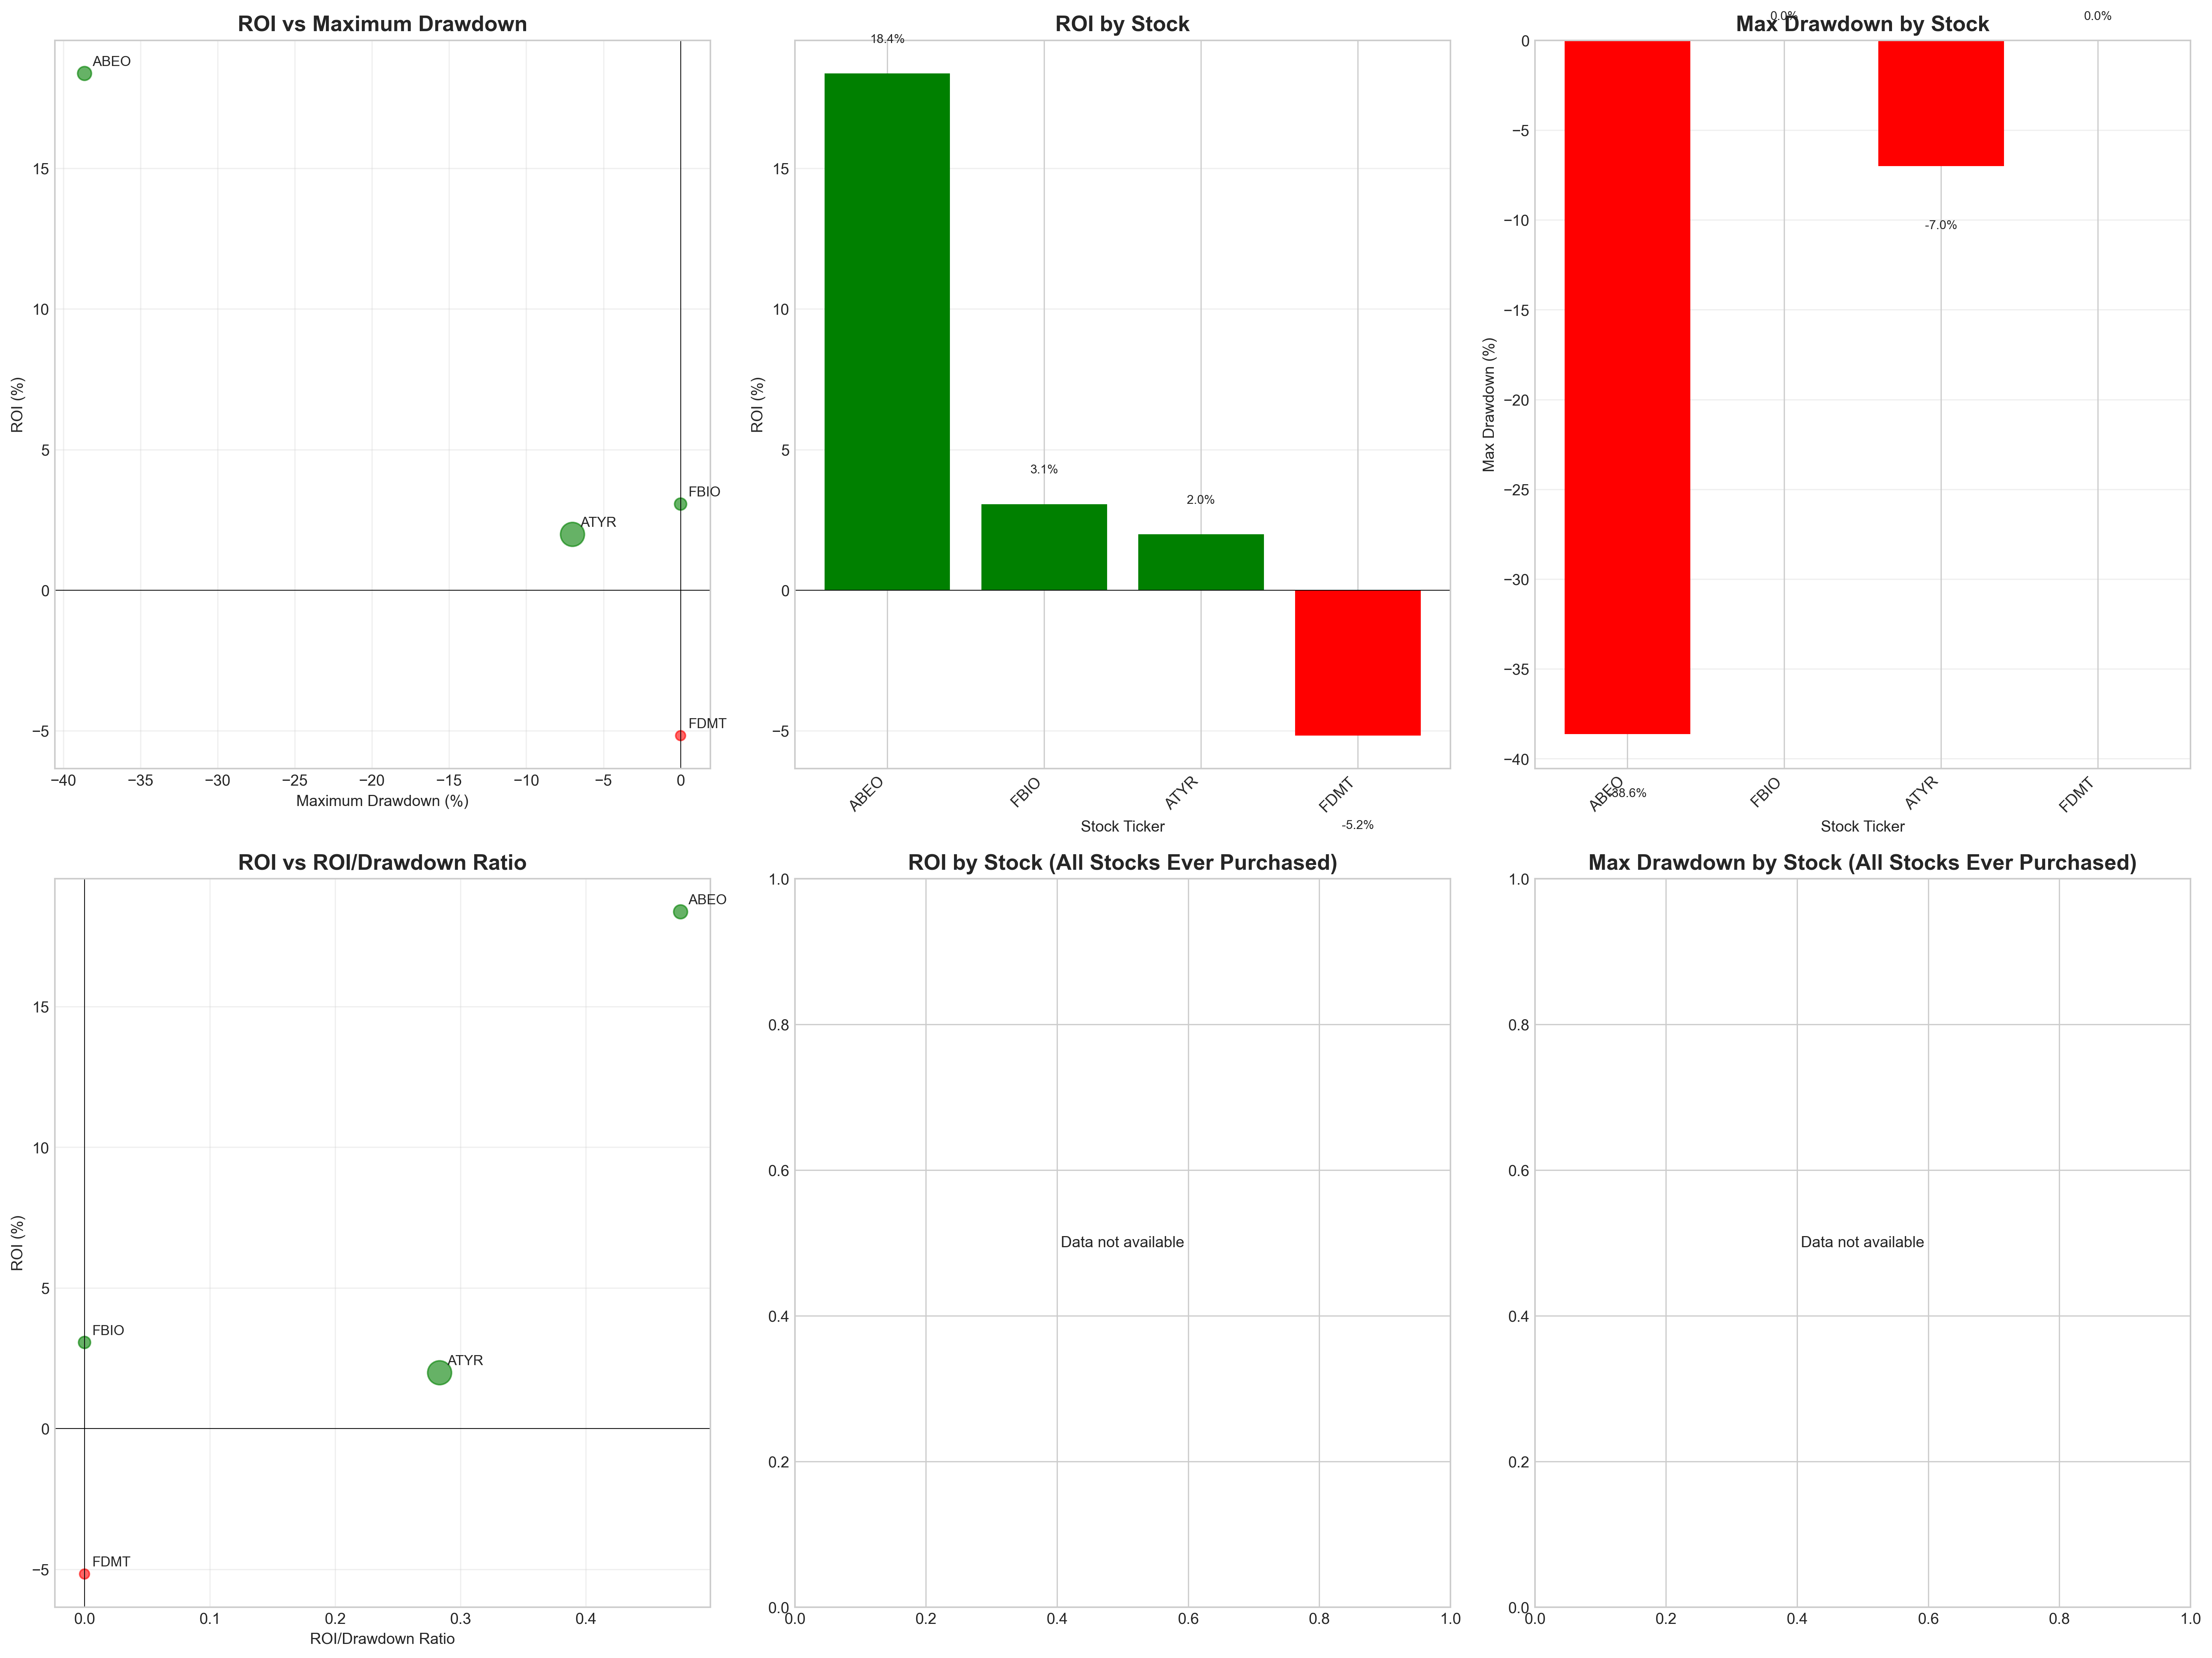 ROI vs Maximum Drawdown
ABEO
FBIO
ATYR
FDMT
15
10
5
0
−5
ROI (%)
−40 −35 −30 −25 −20 −15 −10 −5 0
Maximum Drawdown (%)
ROI by Stock
18.4%
3.1%
2.0%
-5.2%
15
10
5
0
−5
ROI (%)
ABEO FBIO ATYR FDMT
Stock Ticker
Max Drawdown by Stock
0.0%
0.0%
-7.0%
-38.6%
0
−5
−10
−15
−20
−25
−30
−35
−40
Max Drawdown (%)
ABEO FBIO ATYR FDMT
Stock Ticker
ROI vs ROI/Drawdown Ratio
ABEO
FBIO
ATYR
FDMT
15
10
5
0
−5
ROI (%)
0.0 0.1 0.2 0.3 0.4
ROI/Drawdown Ratio
ROI by Stock (All Stocks Ever Purchased)
1.0
0.8
0.6
0.4
0.2
0.0
Data not available
0.0 0.2 0.4 0.6 0.8 1.0
Max Drawdown by Stock (All Stocks Ever Purchased)
1.0
0.8
0.6
0.4
0.2
0.0
Data not available
0.0 0.2 0.4 0.6 0.8 1.0